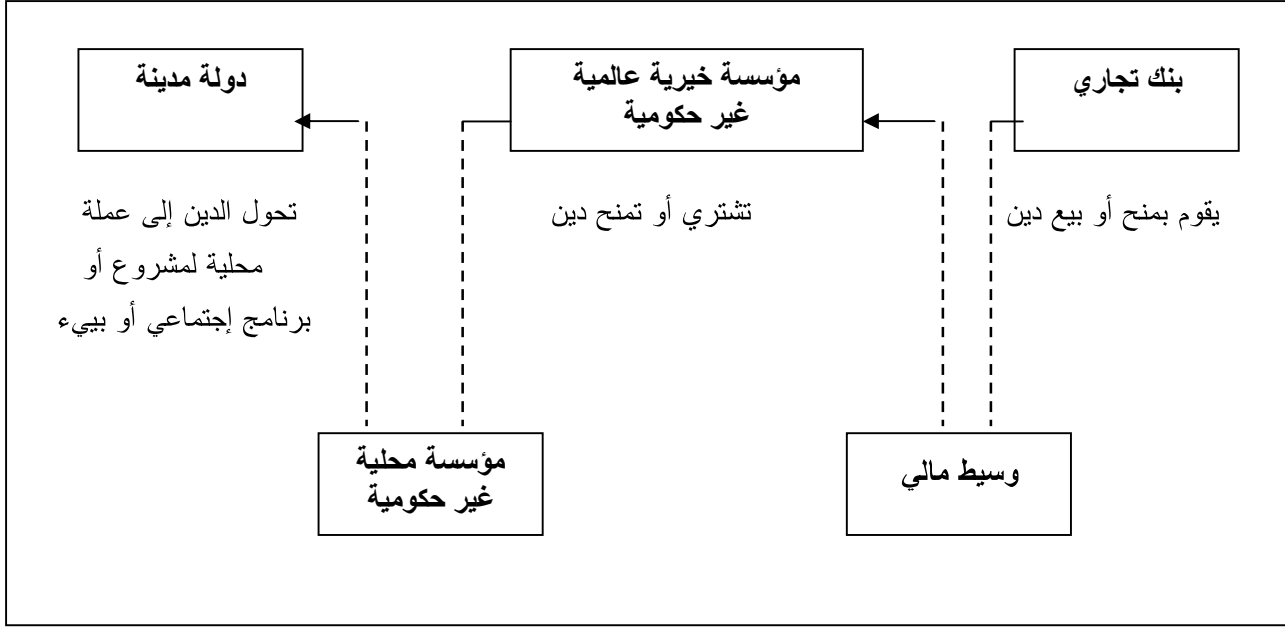 بنك تجاري
مؤسسة خيرية عالمية
غير حكومية
دولة مدينة
يقوم بمنح أو بيع دين
تشتري أو تمنح دين
تحول الدين إلى عملة
محلية لمشروع أو
برنامج إجتماعي أو بييء
وسيط مالي
مؤسسة محلية
غير حكومية